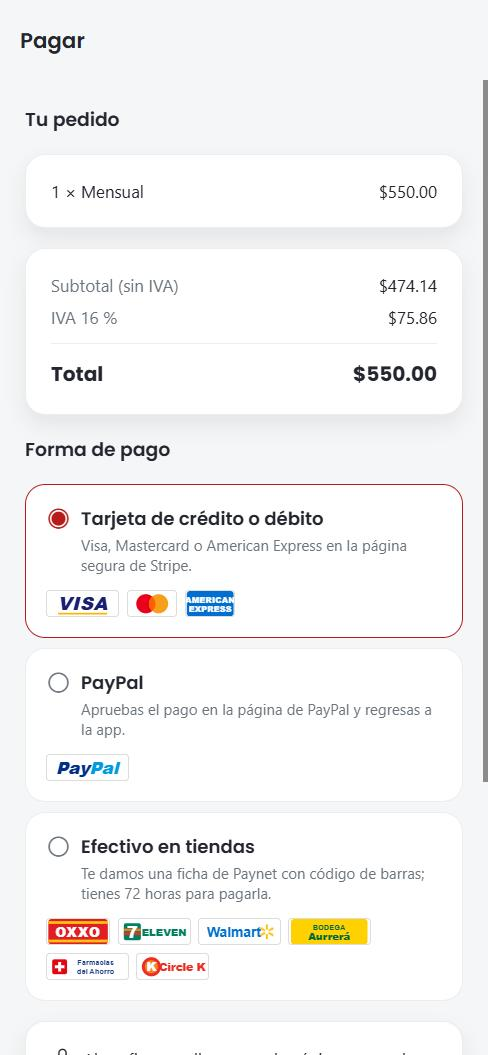 Pagar
Tu pedido
1 × Mensual $550.00
Subtotal (sin IVA) $474.14
IVA 16 % $75.86
Total $550.00
Forma de pago
Tarjeta de crédito o débito
Visa, Mastercard o American Express en la página
segura de Stripe.
VISA AMERICAN EXPRESS
PayPal
Apruebas el pago en la página de PayPal y regresas a
la app.
PayPal
Efectivo en tiendas
Te damos una ficha de Paynet con código de barras;
tienes 72 horas para pagarla.
OXXO 7 ELEVEN Walmart BODEGA Aurrerá
Farmacias del Ahorro K Circle K